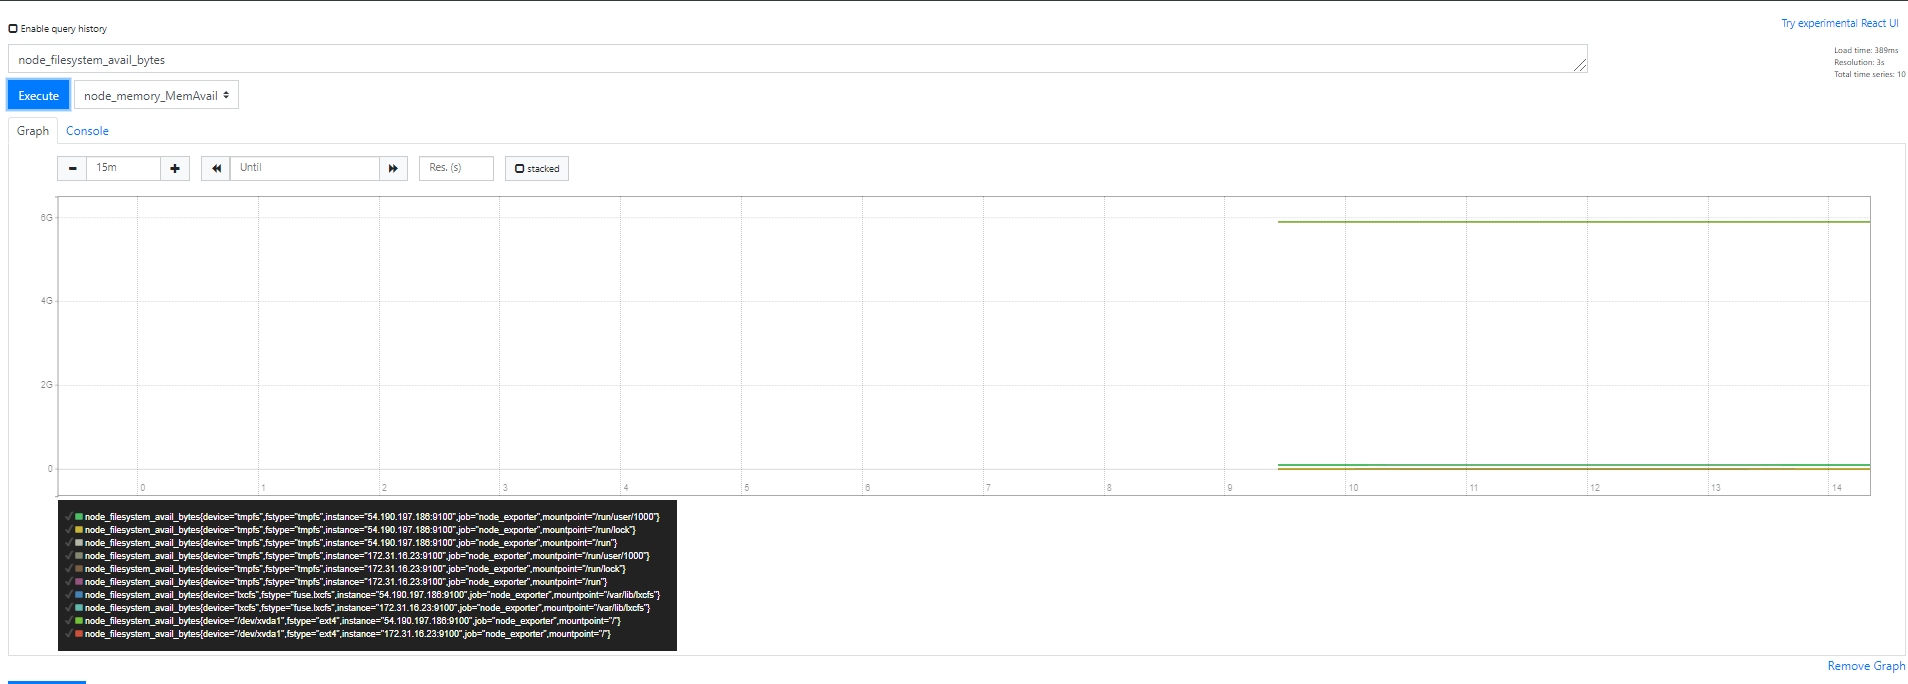 Enable query history
Try experimental React UI
node_filesystem_avail_bytes
Load time: 389ms
Resolution: 3s
Total time series: 10
Execute
node_memory_MemAvail
Graph
Console
15m
Until
Res. (s)
stacked
6G
4G
2G
0
0 1 2 3 4 5 6 7 8 9 10 11 12 13 14
node_filesystem_avail_bytes{device="tmpfs",fstype="tmpfs",instance="54.190.197.186:9100",job="node_exporter",mountpoint="/run/user/1000"}
node_filesystem_avail_bytes{device="tmpfs",fstype="tmpfs",instance="54.190.197.186:9100",job="node_exporter",mountpoint="/run/lock"}
node_filesystem_avail_bytes{device="tmpfs",fstype="tmpfs",instance="54.190.197.186:9100",job="node_exporter",mountpoint="/run"}
node_filesystem_avail_bytes{device="tmpfs",fstype="tmpfs",instance="172.31.16.23:9100",job="node_exporter",mountpoint="/run/user/1000"}
node_filesystem_avail_bytes{device="tmpfs",fstype="tmpfs",instance="172.31.16.23:9100",job="node_exporter",mountpoint="/run/lock"}
node_filesystem_avail_bytes{device="tmpfs",fstype="tmpfs",instance="172.31.16.23:9100",job="node_exporter",mountpoint="/run"}
node_filesystem_avail_bytes{device="lxcfs",fstype="fuse.lxcfs",instance="54.190.197.186:9100",job="node_exporter",mountpoint="/var/lib/lxcfs"}
node_filesystem_avail_bytes{device="lxcfs",fstype="fuse.lxcfs",instance="172.31.16.23:9100",job="node_exporter",mountpoint="/var/lib/lxcfs"}
node_filesystem_avail_bytes{device="/dev/xvda1",fstype="ext4",instance="54.190.197.186:9100",job="node_exporter",mountpoint="/"}
node_filesystem_avail_bytes{device="/dev/xvda1",fstype="ext4",instance="172.31.16.23:9100",job="node_exporter",mountpoint="/"}
Remove Graph